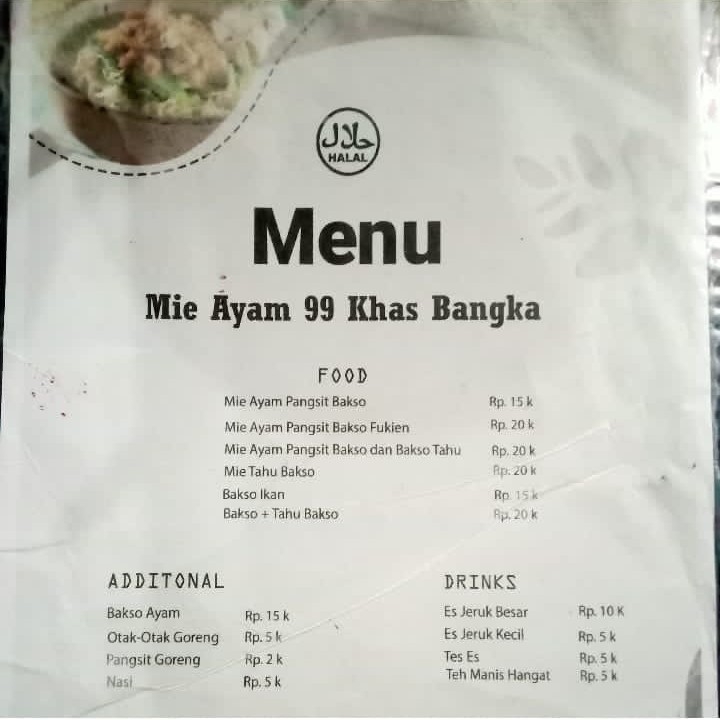 حلال
HALAL
Menu
Mie Ayam 99 Khas Bangka
FOOD
Mie Ayam Pangsit Bakso Rp. 15 k
Mie Ayam Pangsit Bakso Fukien Rp. 20 k
Mie Ayam Pangsit Bakso dan Bakso Tahu Rp. 20 k
Mie Tahu Bakso Rp. 20 k
Bakso Ikan Rp. 15 k
Bakso + Tahu Bakso Rp. 20 k
ADDITONAL
Bakso Ayam Rp. 15 k
Otak-Otak Goreng Rp. 5 k
Pangsit Goreng Rp. 2 k
Nasi Rp. 5 k
DRINKS
Es Jeruk Besar Rp. 10 K
Es Jeruk Kecil Rp. 5 k
Tes Es Rp. 5 k
Teh Manis Hangat Rp. 5 k